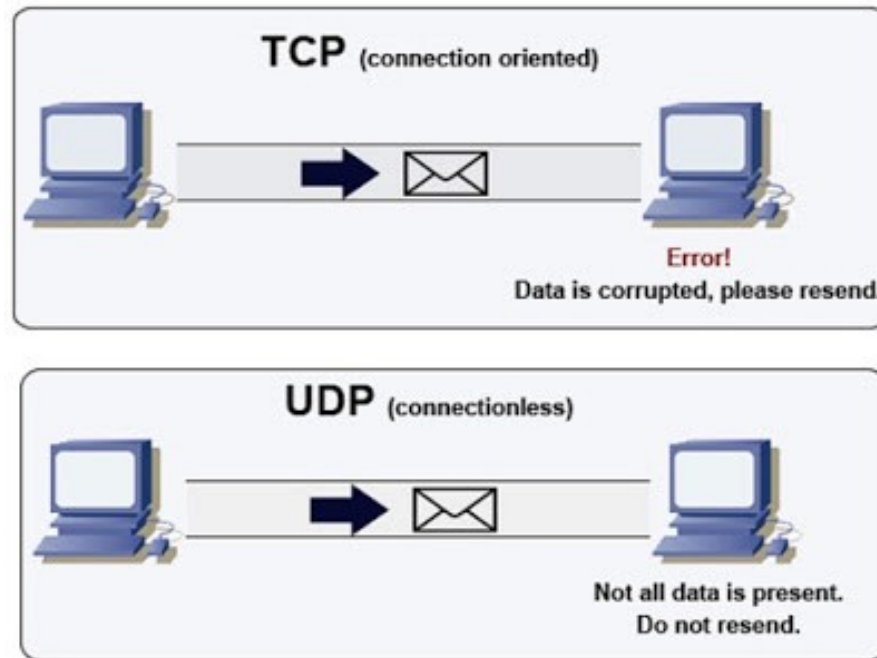 TCP (connection oriented)
Error!
Data is corrupted, please resend.
UDP (connectionless)
Not all data is present.
Do not resend.